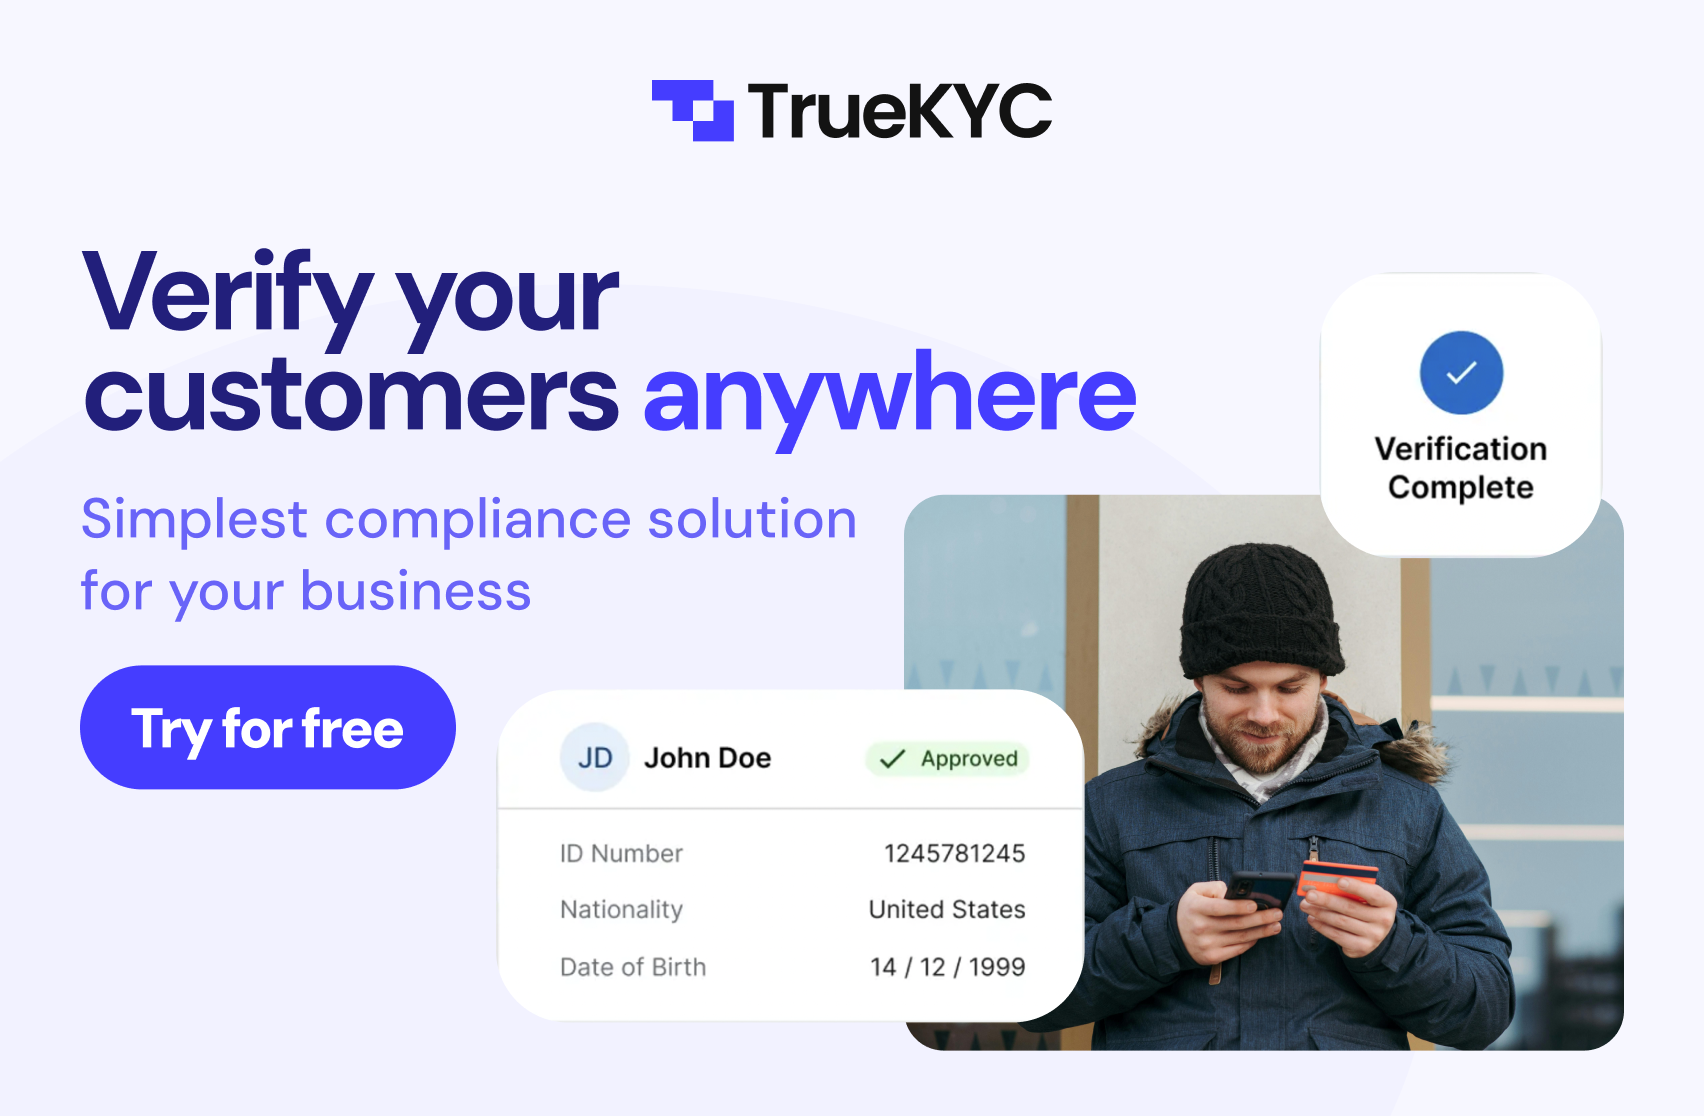 TrueKYC
Verify your
customers anywhere
Simplest compliance solution
for your business
Try for free
Verification
Complete
JD John Doe Approved
ID Number 1245781245
Nationality United States
Date of Birth 14 / 12 / 1999